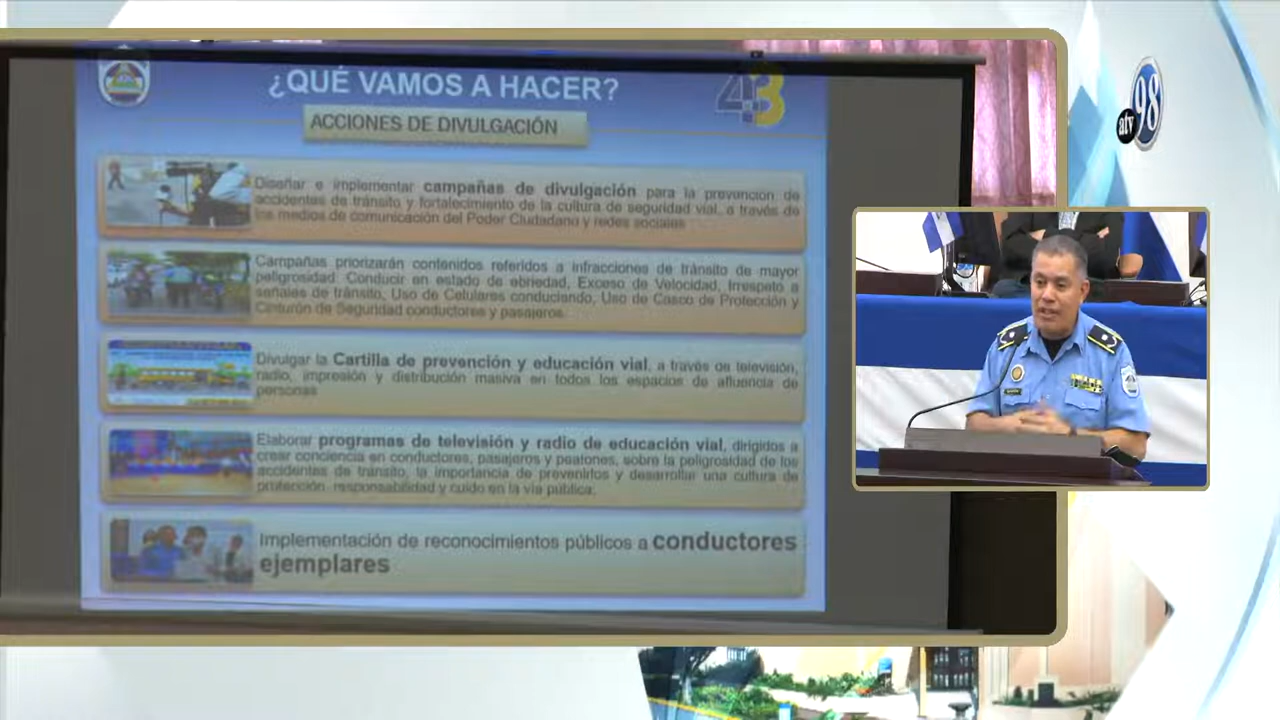 ¿QUÉ VAMOS A HACER?
43
ACCIONES DE DIVULGACIÓN
Diseñar e implementar campañas de divulgación para la prevención de
accidentes de tránsito y fortalecimiento de la cultura de seguridad vial, a través de
los medios de comunicación del Poder Ciudadano y redes sociales
Campañas priorizarán contenidos referidos a infracciones de tránsito de mayor
peligrosidad: Conducir en estado de ebriedad, Exceso de Velocidad, Irrespeto a
señales de tránsito, Uso de Celulares conduciendo, Uso de Casco de Protección y
Cinturón de Seguridad conductores y pasajeros.
Divulgar la Cartilla de prevención y educación vial, a través de televisión,
radio, impresión y distribución masiva en todos los espacios de afluencia de
personas
Elaborar programas de televisión y radio de educación vial, dirigidos a
crear conciencia en conductores, pasajeros y peatones, sobre la peligrosidad de los
accidentes de tránsito, la importancia de prevenirlos y desarrollar una cultura de
protección, responsabilidad y cuido en la vía pública.
Implementación de reconocimientos públicos a conductores
ejemplares
atv 98